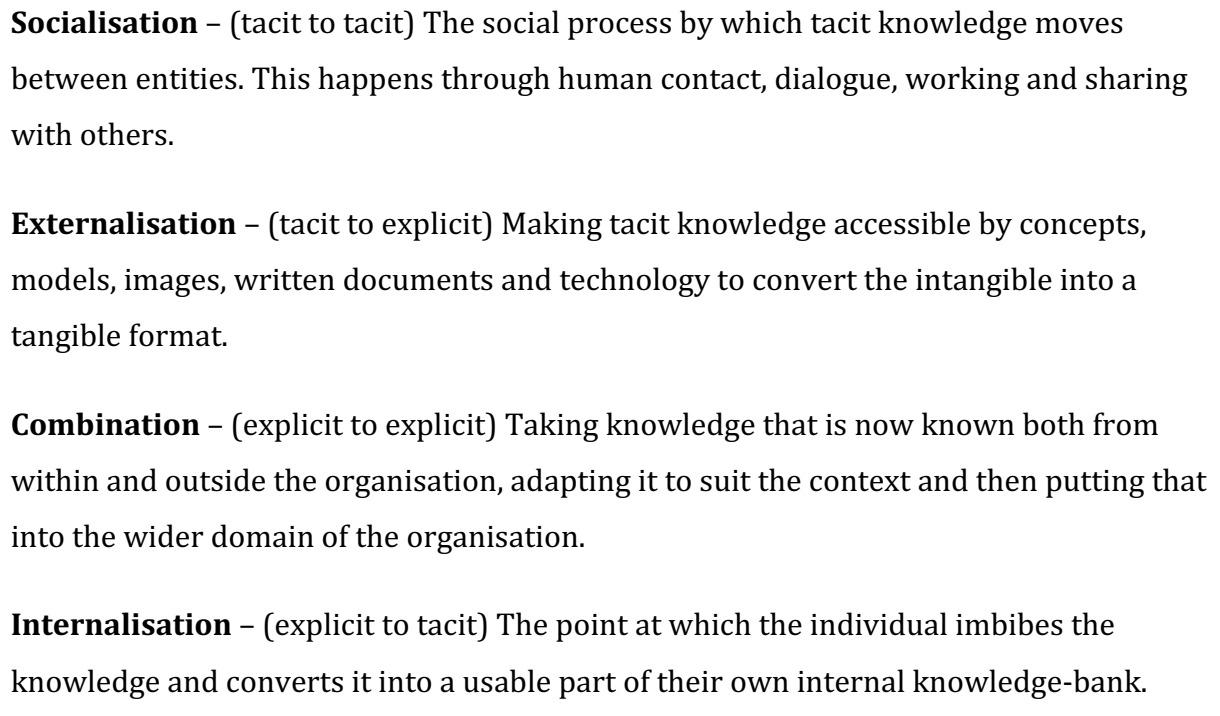 Socialisation – (tacit to tacit) The social process by which tacit knowledge moves
between entities. This happens through human contact, dialogue, working and sharing
with others.
Externalisation – (tacit to explicit) Making tacit knowledge accessible by concepts,
models, images, written documents and technology to convert the intangible into a
tangible format.
Combination – (explicit to explicit) Taking knowledge that is now known both from
within and outside the organisation, adapting it to suit the context and then putting that
into the wider domain of the organisation.
Internalisation – (explicit to tacit) The point at which the individual imbibes the
knowledge and converts it into a usable part of their own internal knowledge-bank.